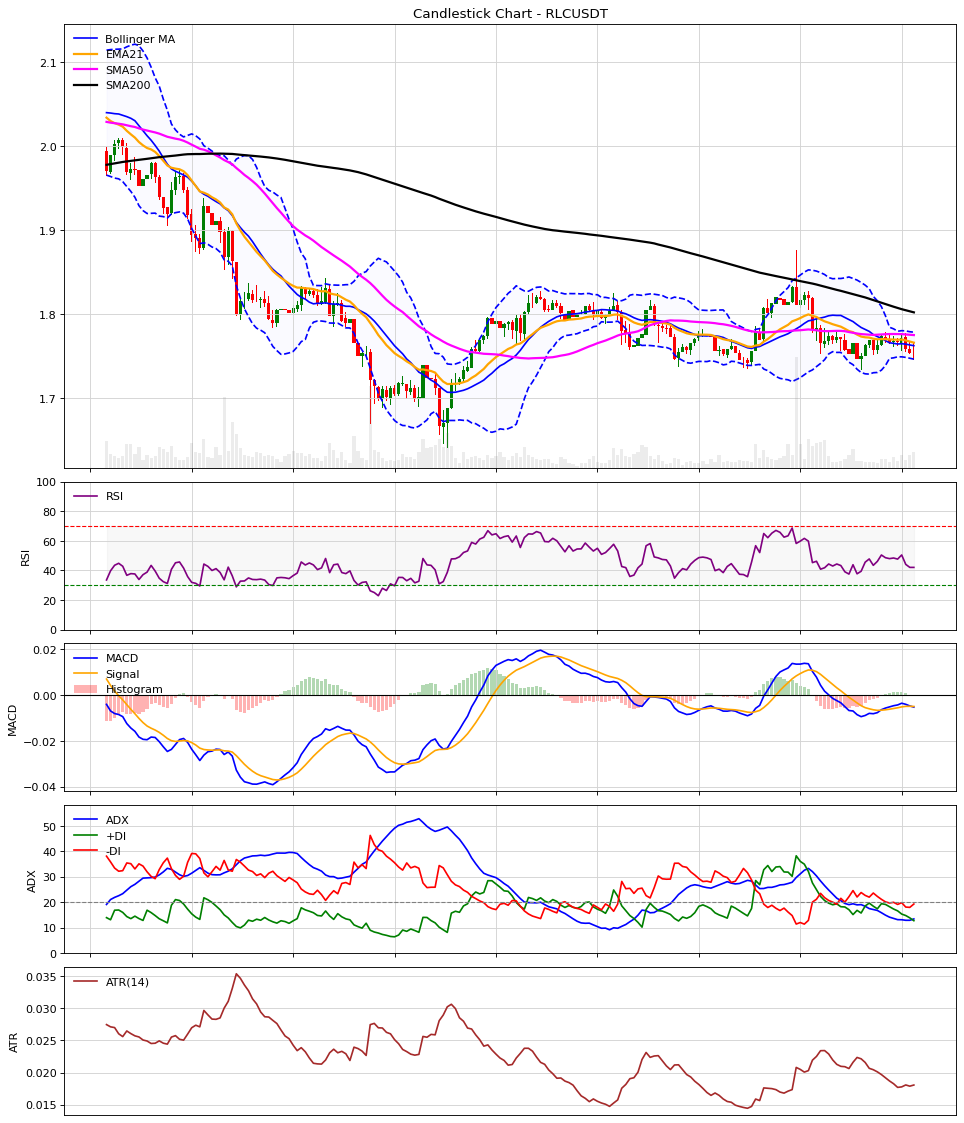 Candlestick Chart - RLCUSDT
Bollinger MA
EMA21
SMA50
SMA200
2.1
2.0
1.9
1.8
1.7
RSI
100
80
60
40
20
0
RSI
MACD
Signal
Histogram
0.02
0.00
−0.02
−0.04
MACD
ADX
+DI
-DI
50
40
30
20
10
0
ADX
ATR(14)
0.035
0.030
0.025
0.020
0.015
ATR